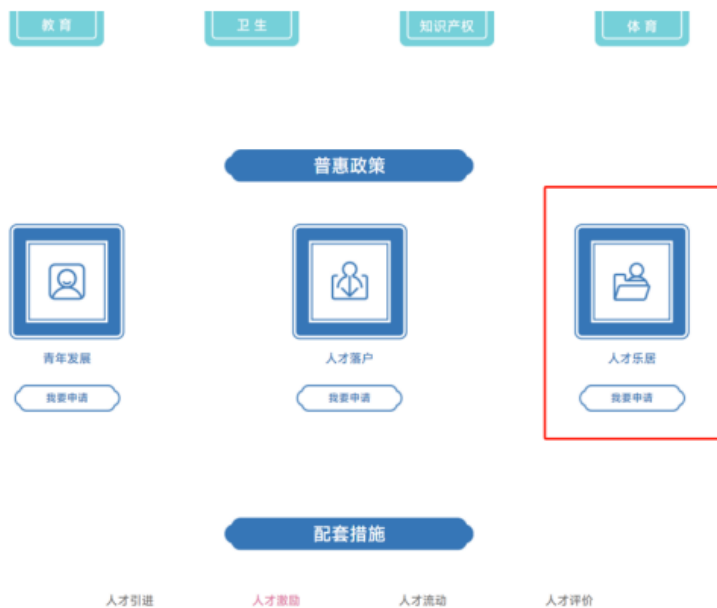 教育 卫生 知识产权 体育
普惠政策
青年发展 人才落户 人才乐居
我要申请 我要申请 我要申请
配套措施
人才引进 人才激励 人才流动 人才评价